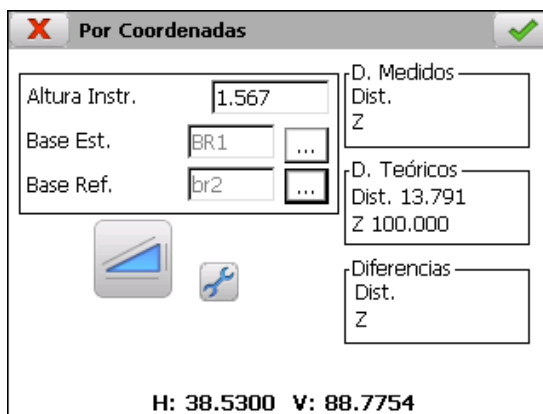 Por Coordenadas
Altura Instr. 1.567
Base Est. BR1 ...
Base Ref. br2 ...
D. Medidos
Dist.
Z
D. Teóricos
Dist. 13.791
Z 100.000
Diferencias
Dist.
Z
H: 38.5300 V: 88.7754